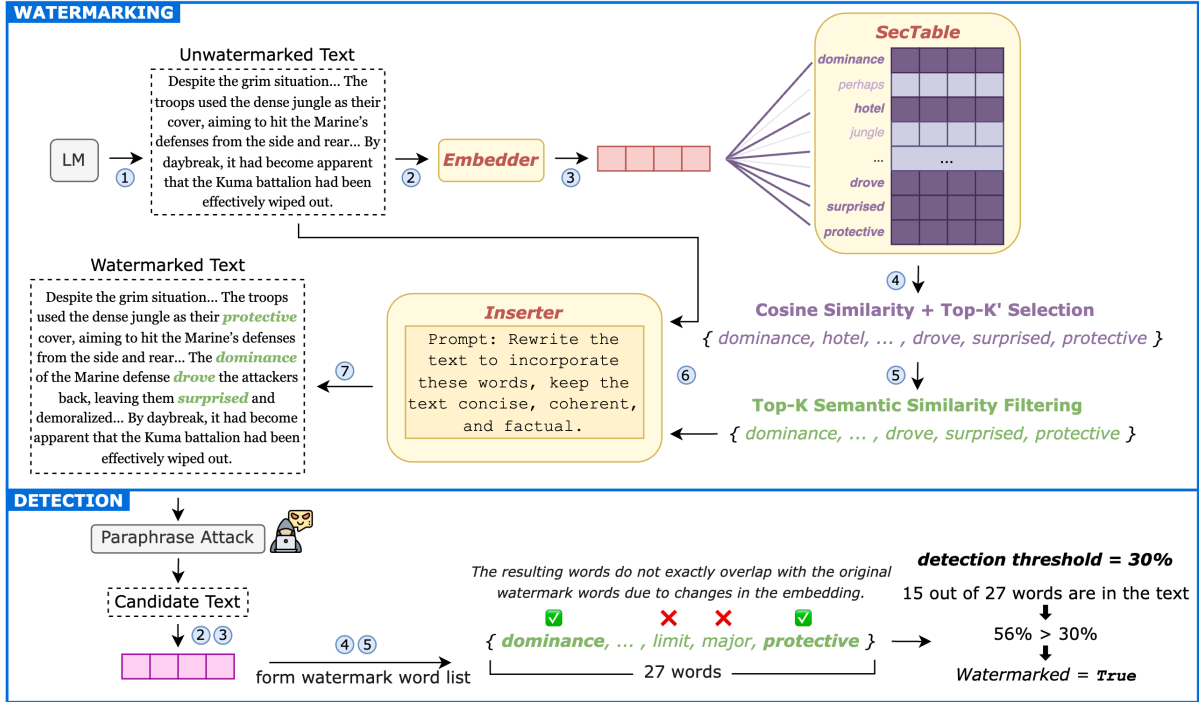 WATERMARKING
Unwatermarked Text
Despite the grim situation... The
troops used the dense jungle as their
cover, aiming to hit the Marine's
defenses from the side and rear... By
daybreak, it had become apparent
that the Kuma battalion had been
effectively wiped out.
LM
1
2
Embedder
3
SecTable
dominance
perhaps
hotel
jungle
... ...
drove
surprised
protective
4
Cosine Similarity + Top-K' Selection
{ dominance, hotel, ... , drove, surprised, protective }
5
Top-K Semantic Similarity Filtering
{ dominance, ... , drove, surprised, protective }
6
Inserter
Prompt: Rewrite the
text to incorporate
these words, keep the
text concise, coherent,
and factual.
7
Watermarked Text
Despite the grim situation... The troops
used the dense jungle as their protective
cover, aiming to hit the Marine's defenses
from the side and rear... The dominance
of the Marine defense drove the attackers
back, leaving them surprised and
demoralized... By daybreak, it had become
apparent that the Kuma battalion had been
effectively wiped out.
DETECTION
Paraphrase Attack
Candidate Text
2 3
4 5
form watermark word list
The resulting words do not exactly overlap with the original
watermark words due to changes in the embedding.
{ dominance, ... , limit, major, protective }
27 words
detection threshold = 30%
15 out of 27 words are in the text
56% > 30%
Watermarked = True